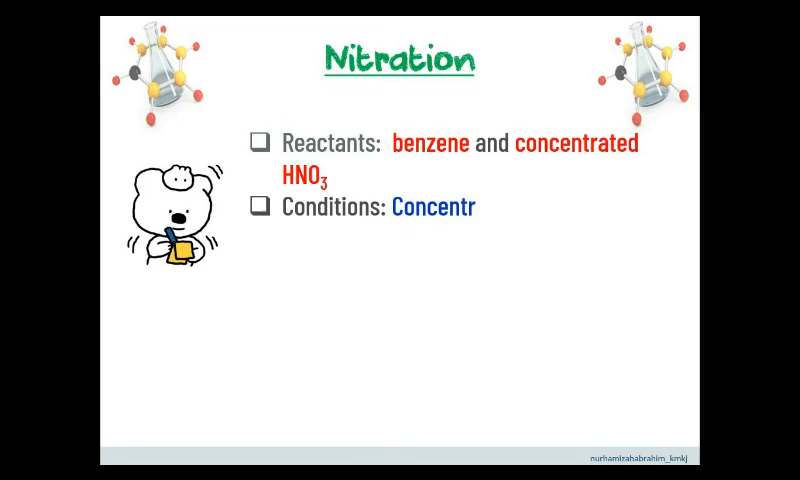 Nitration
Reactants: benzene and concentrated
HNO₃
Conditions: Concentr
nurhamizahabrahim_kmkj